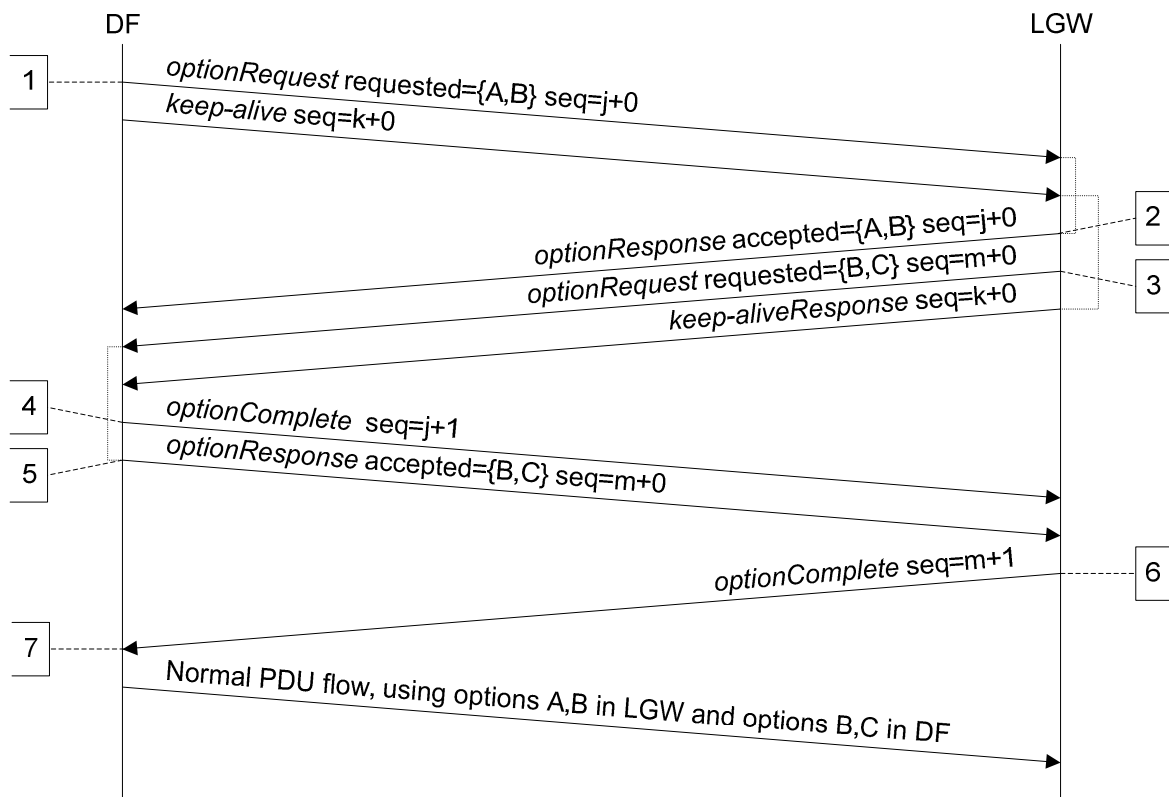 DF
LGW
1
optionRequest requested={A,B} seq=j+0
keep-alive seq=k+0
2
optionResponse accepted={A,B} seq=j+0
optionRequest requested={B,C} seq=m+0
3
keep-aliveResponse seq=k+0
4
optionComplete seq=j+1
optionResponse accepted={B,C} seq=m+0
5
optionComplete seq=m+1
6
7
Normal PDU flow, using options A,B in LGW and options B,C in DF